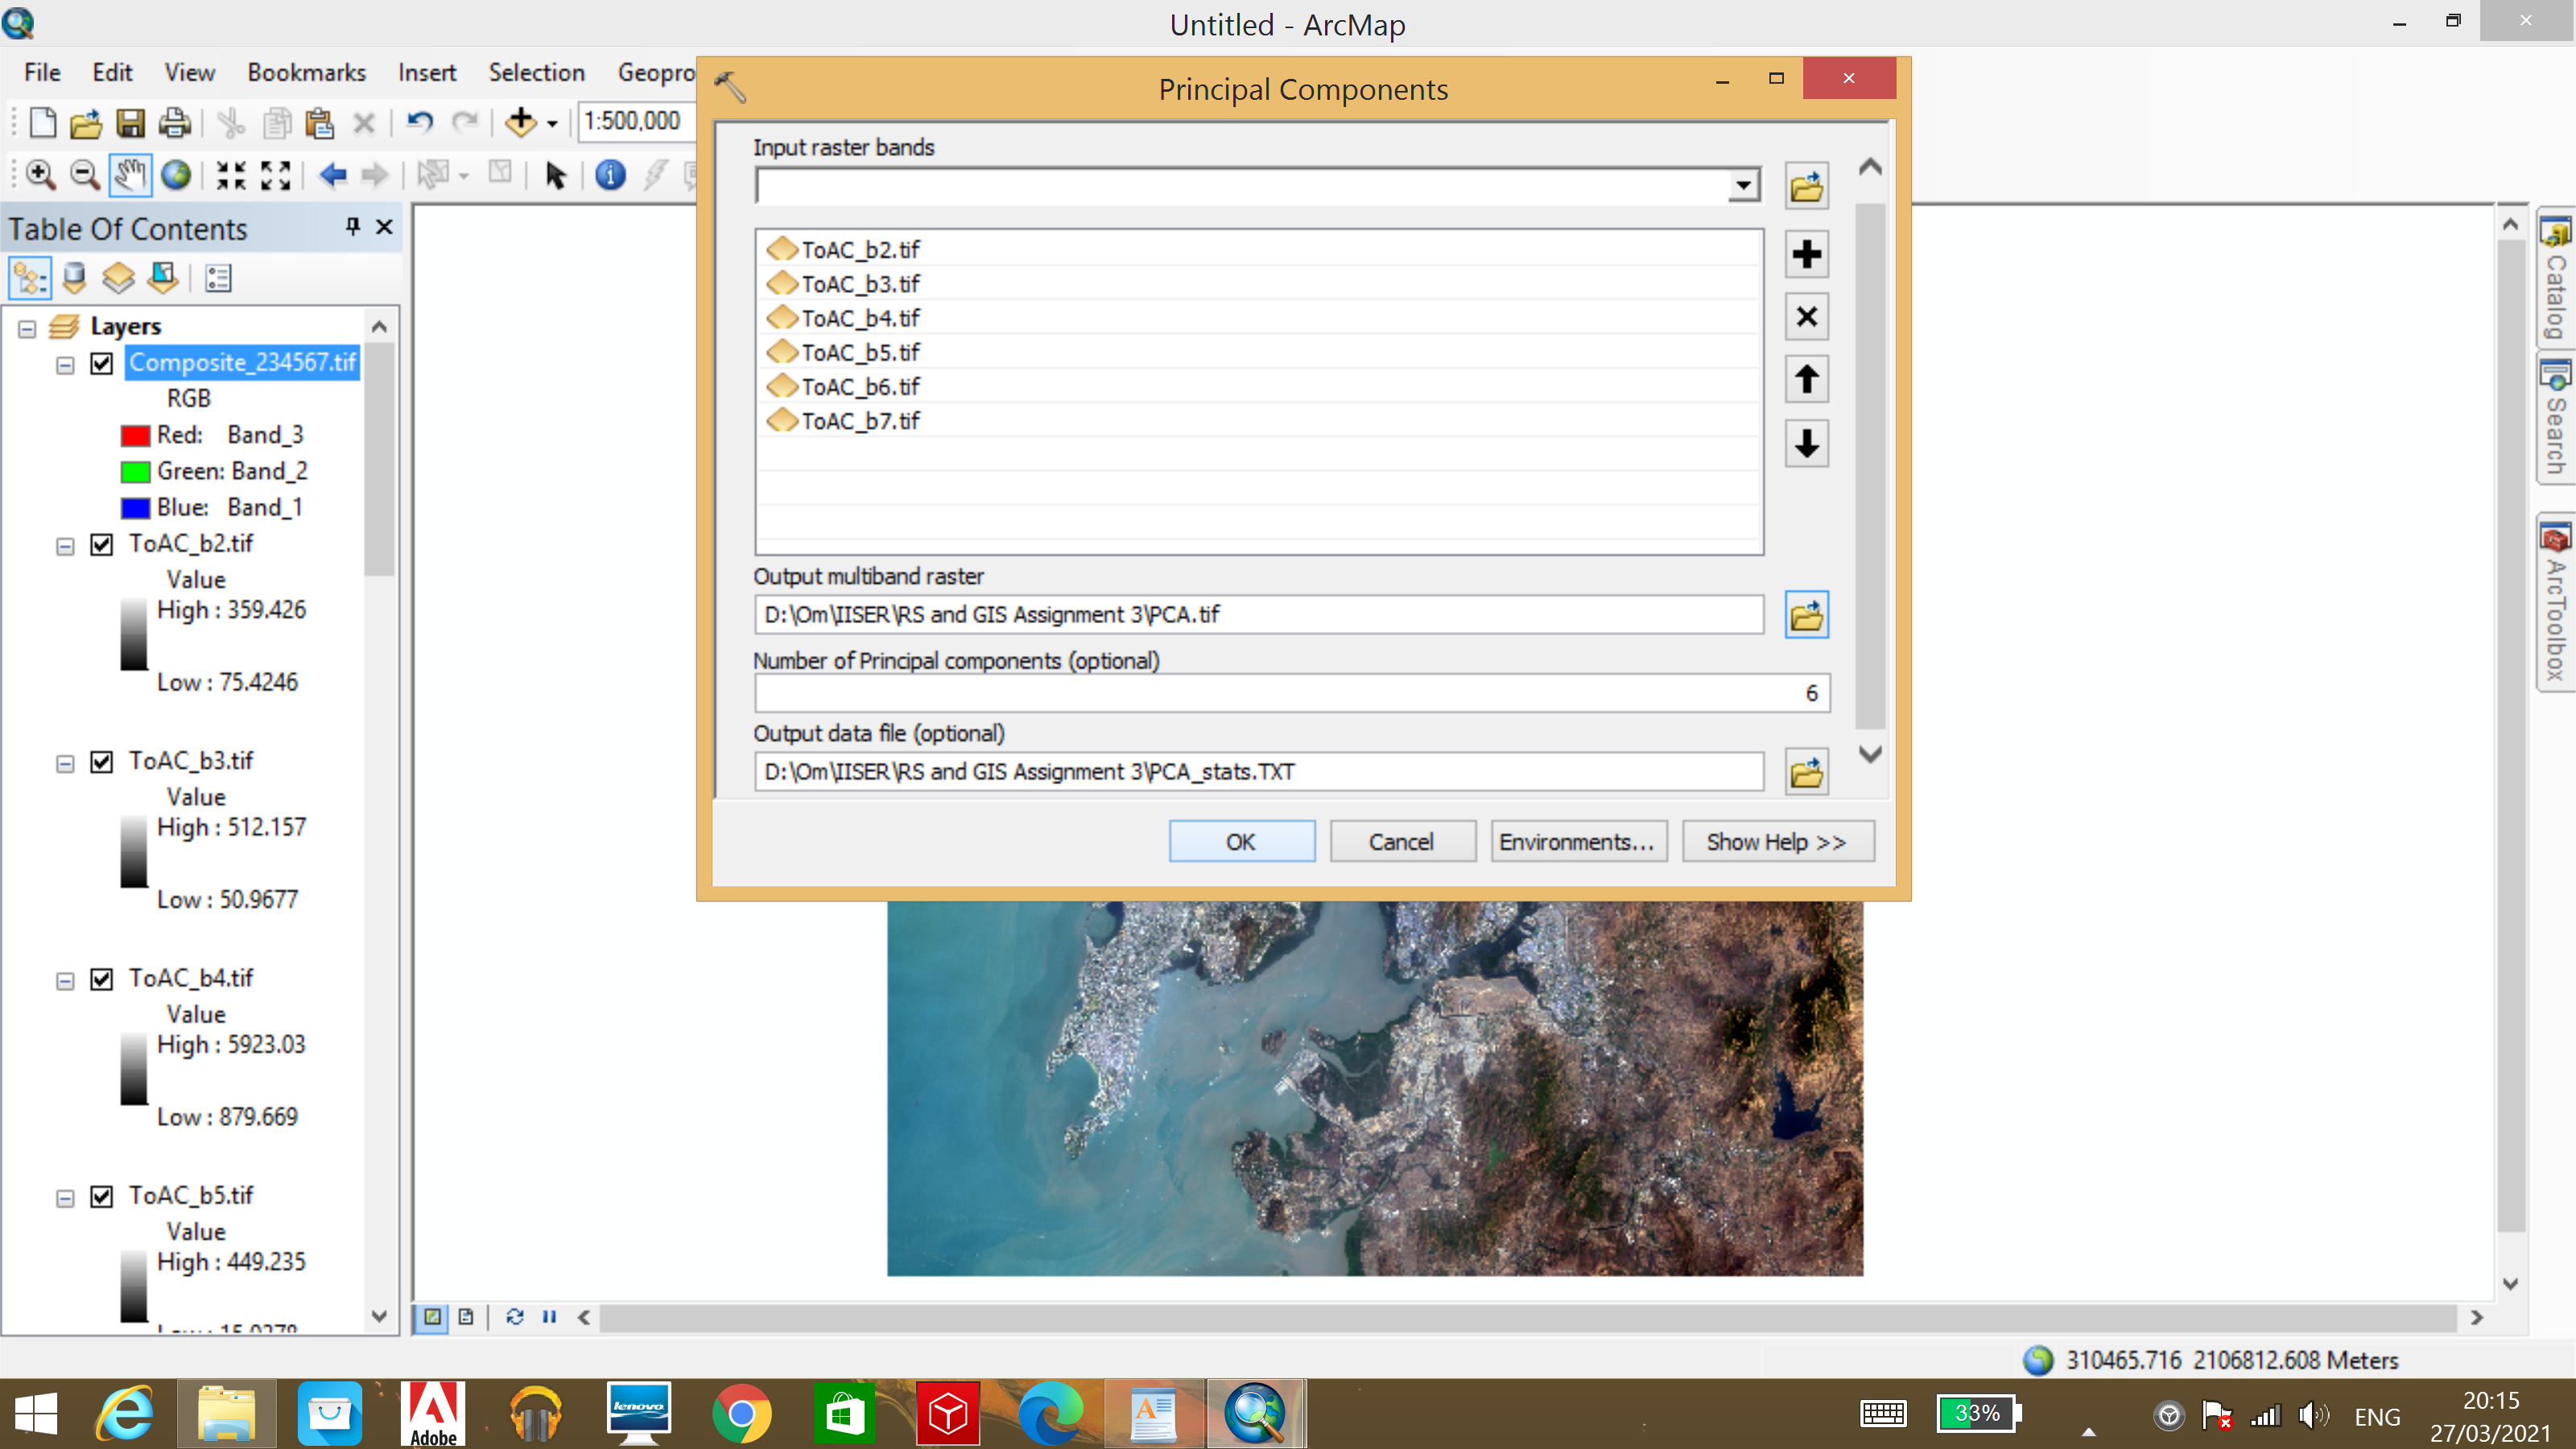 Untitled - ArcMap
File Edit View Bookmarks Insert Selection Geopro
1:500,000
Table Of Contents
Layers
Composite_234567.tif
RGB
Red: Band_3
Green: Band_2
Blue: Band_1
ToAC_b2.tif
Value
High : 359.426
Low : 75.4246
ToAC_b3.tif
Value
High : 512.157
Low : 50.9677
ToAC_b4.tif
Value
High : 5923.03
Low : 879.669
ToAC_b5.tif
Value
High : 449.235
Principal Components
Input raster bands
ToAC_b2.tif
ToAC_b3.tif
ToAC_b4.tif
ToAC_b5.tif
ToAC_b6.tif
ToAC_b7.tif
Output multiband raster
D:\Om\IISER\RS and GIS Assignment 3\PCA.tif
Number of Principal components (optional)
6
Output data file (optional)
D:\Om\IISER\RS and GIS Assignment 3\PCA_stats.TXT
OK Cancel Environments... Show Help >>
Catalog
Search
ArcToolbox
310465.716 2106812.608 Meters
Adobe
lenovo
33%
ENG
20:15
27/03/2021